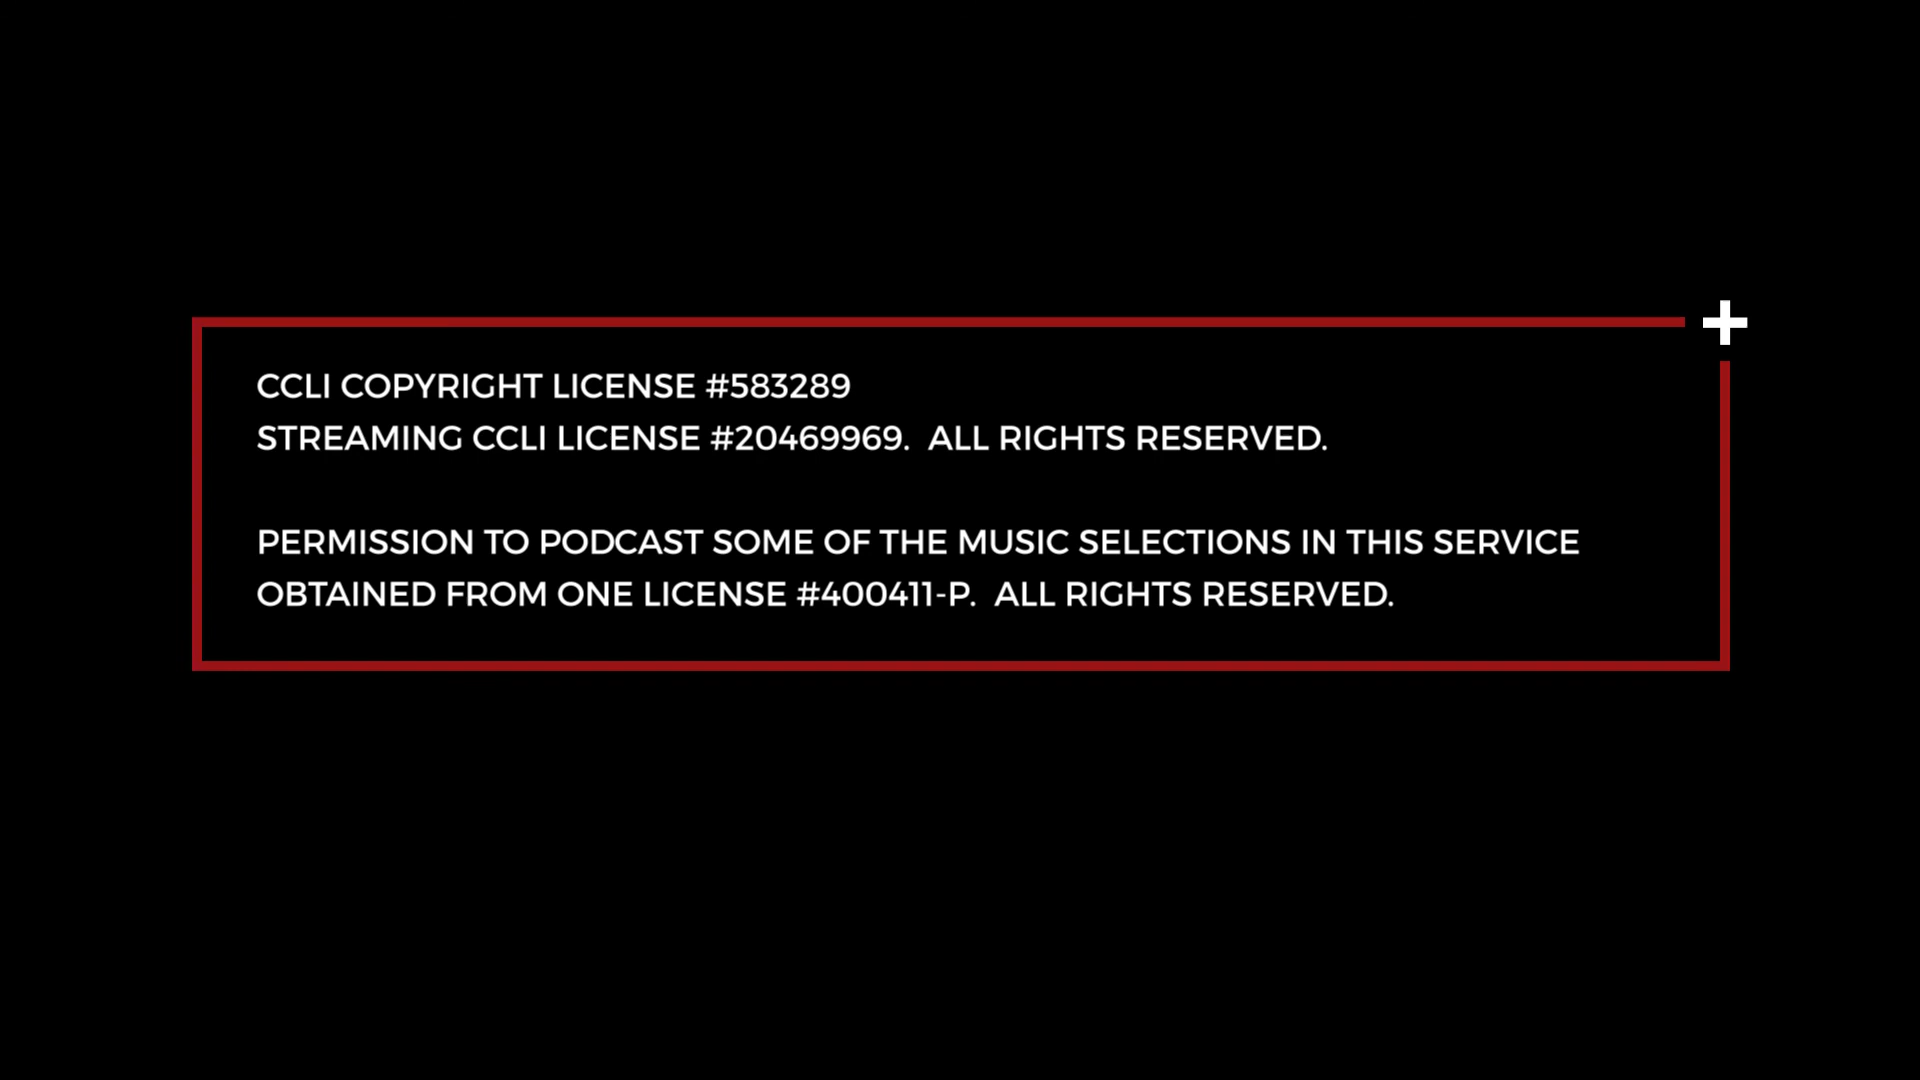 CCLI COPYRIGHT LICENSE #583289
STREAMING CCLI LICENSE #20469969.  ALL RIGHTS RESERVED.
PERMISSION TO PODCAST SOME OF THE MUSIC SELECTIONS IN THIS SERVICE
OBTAINED FROM ONE LICENSE #400411-P.  ALL RIGHTS RESERVED.